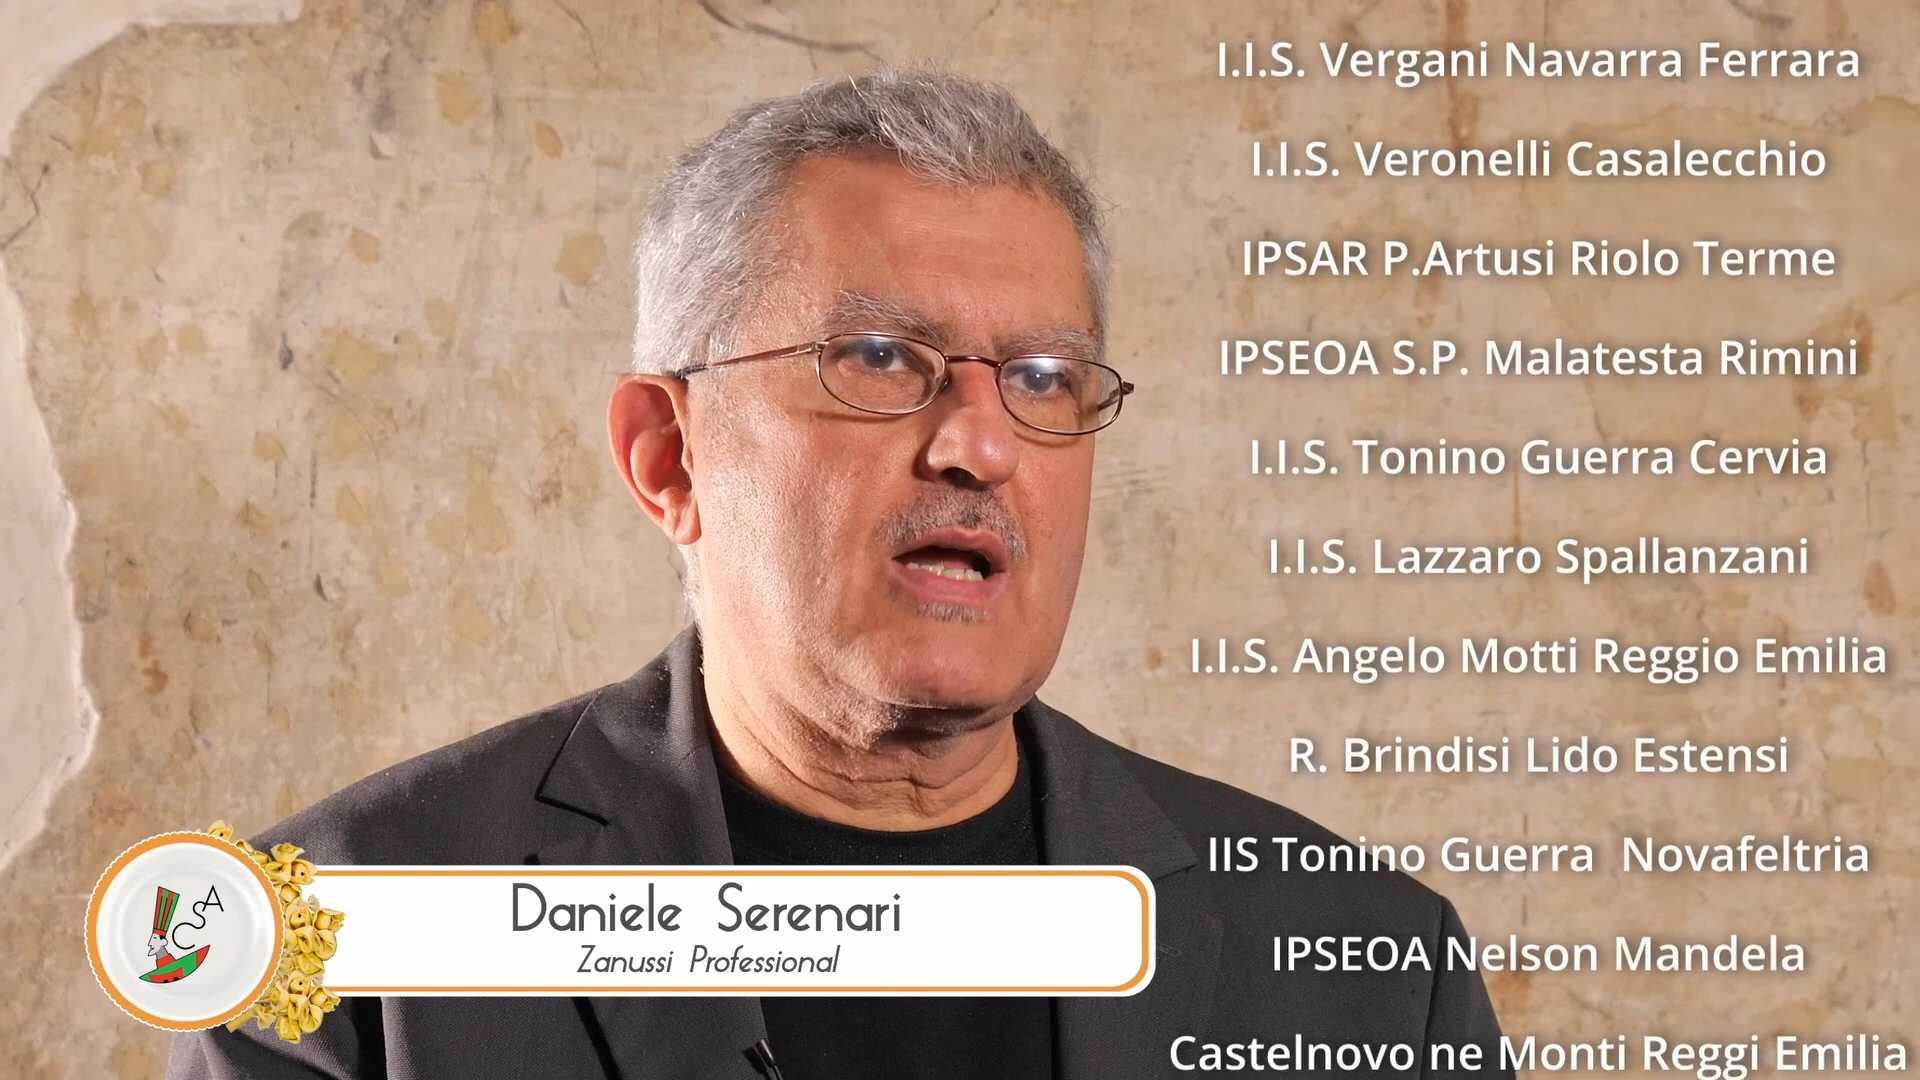 I.I.S. Vergani Navarra Ferrara
I.I.S. Veronelli Casalecchio
IPSAR P.Artusi Riolo Terme
IPSEOA S.P. Malatesta Rimini
I.I.S. Tonino Guerra Cervia
I.I.S. Lazzaro Spallanzani
I.I.S. Angelo Motti Reggio Emilia
R. Brindisi Lido Estensi
IIS Tonino Guerra Novafeltria
IPSEOA Nelson Mandela
Castelnovo ne Monti Reggi Emilia
CSA
Daniele Serenari
Zanussi Professional